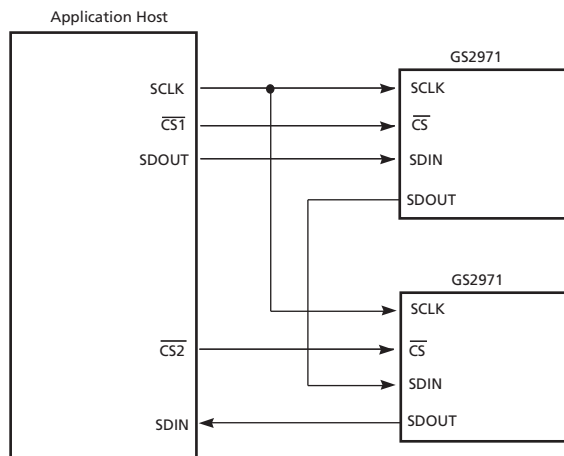 Application Host
SCLK
CS1
SDOUT
CS2
SDIN
GS2971
SCLK
CS
SDIN
SDOUT
GS2971
SCLK
CS
SDIN
SDOUT